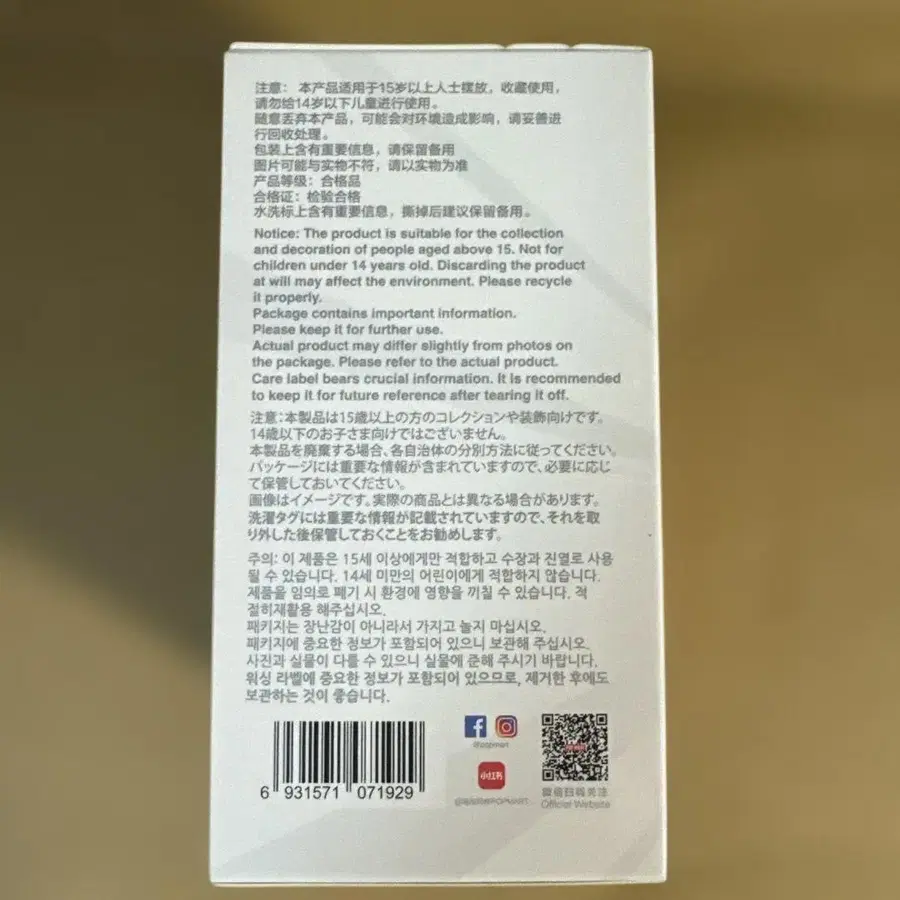 注意： 本产品适用于15岁以上人士摆放，收藏使用，
请勿给14岁以下儿童进行使用。
随意丢弃本产品，可能会对环境造成影响，请妥善进
行回收处理。
包装上含有重要信息，请保留备用
图片可能与实物不符，请以实物为准
产品等级：合格品
合格证：检验合格
水洗标上含有重要信息，撕掉后建议保留备用。
Notice: The product is suitable for the collection
and decoration of people aged above 15. Not for
children under 14 years old. Discarding the product
at will may affect the environment. Please recycle
it properly.
Package contains important information.
Please keep it for further use.
Actual product may differ slightly from photos on
the package. Please refer to the actual product.
Care label bears crucial information. It is recommended
to keep it for future reference after tearing it off.
注意：本製品は15歳以上の方のコレクションや装飾向けです。
14歳以下のお子さま向けではございません。
本製品を廃棄する場合、各自治体の分別方法に従ってください。
パッケージには重要な情報が含まれていますので、必要に応じ
て保管しておいてください。
画像はイメージです。実際の商品とは異なる場合があります。
洗濯タグには重要な情報が記載されていますので、それを取
り外した後保管しておくことをお勧めします。
주의: 이 제품은 15세 이상에게만 적합하고 수장과 진열로 사용
될 수 있습니다. 14세 미만의 어린이에게 적합하지 않습니다.
제품을 임의로 폐기 시 환경에 영향을 끼칠 수 있습니다. 적
절히재활용 해주십시오.
패키지는 장난감이 아니라서 가지고 놀지 마십시오.
패키지에 중요한 정보가 포함되어 있으니 보관해 주십시오.
사진과 실물이 다를 수 있으니 실물에 준해 주시기 바랍니다.
워싱 라벨에 중요한 정보가 포함되어 있으므로, 제거한 후에도
보관하는 것이 좋습니다.
6 931571 071929
@popmart
小红书
POPMART
微信扫码关注
Official Website